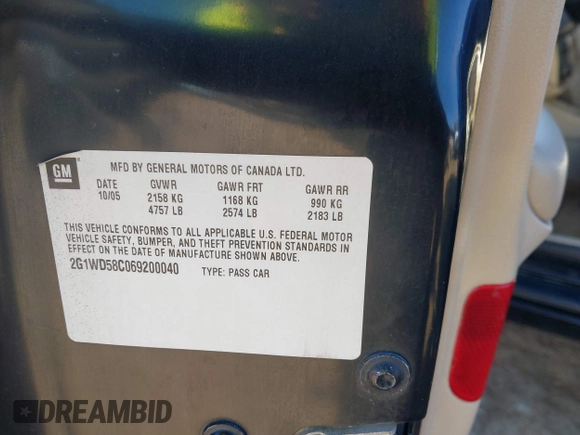 GM
MFD BY GENERAL MOTORS OF CANADA LTD.
DATE GVWR GAWR FRT GAWR RR
10/05 2158 KG 1168 KG 990 KG
4757 LB 2574 LB 2183 LB
THIS VEHICLE CONFORMS TO ALL APPLICABLE U.S. FEDERAL MOTOR
VEHICLE SAFETY, BUMPER, AND THEFT PREVENTION STANDARDS IN
EFFECT ON THE DATE OF MANUFACTURE SHOWN ABOVE.
2G1WD58C069200040 TYPE: PASS CAR
DREAMBID